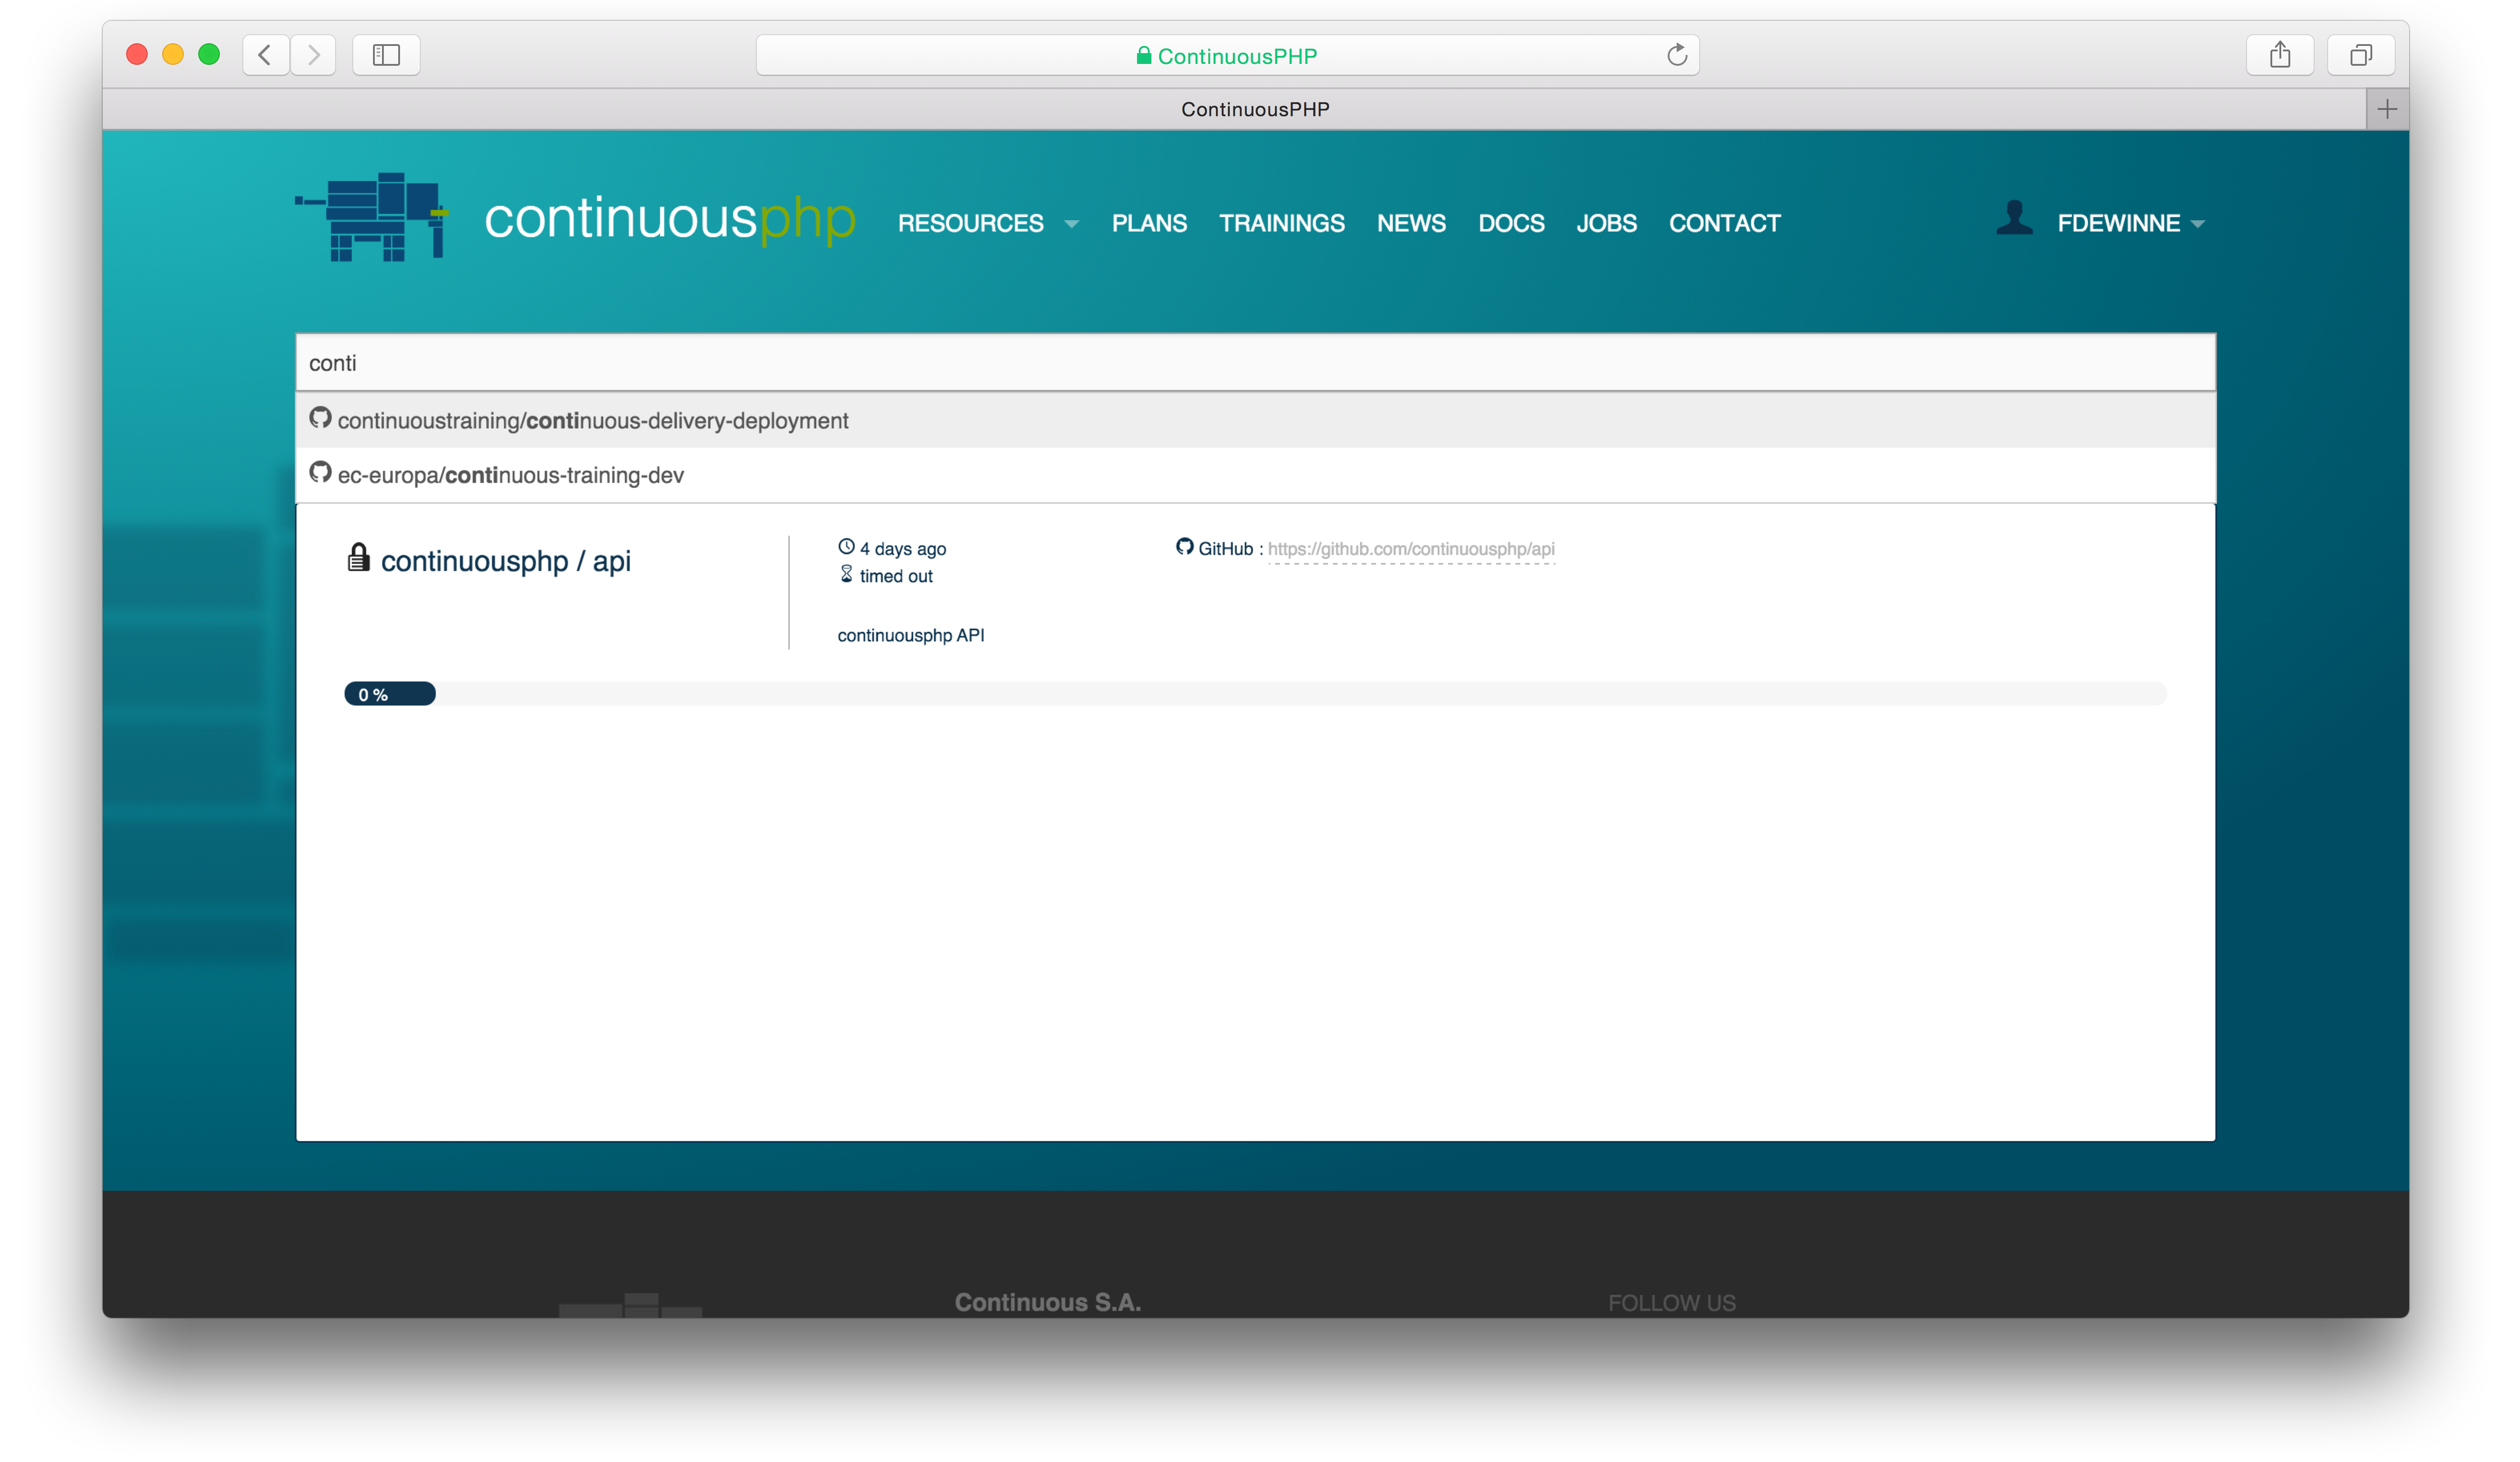 ContinuousPHP
ContinuousPHP
continuousphp RESOURCES PLANS TRAININGS NEWS DOCS JOBS CONTACT FDEWINNE
conti
continuoustraining/continuous-delivery-deployment
ec-europa/continuous-training-dev
continuousphp / api
4 days ago
timed out
continuousphp API
GitHub : https://github.com/continuousphp/api
0 %
Continuous S.A.
FOLLOW US